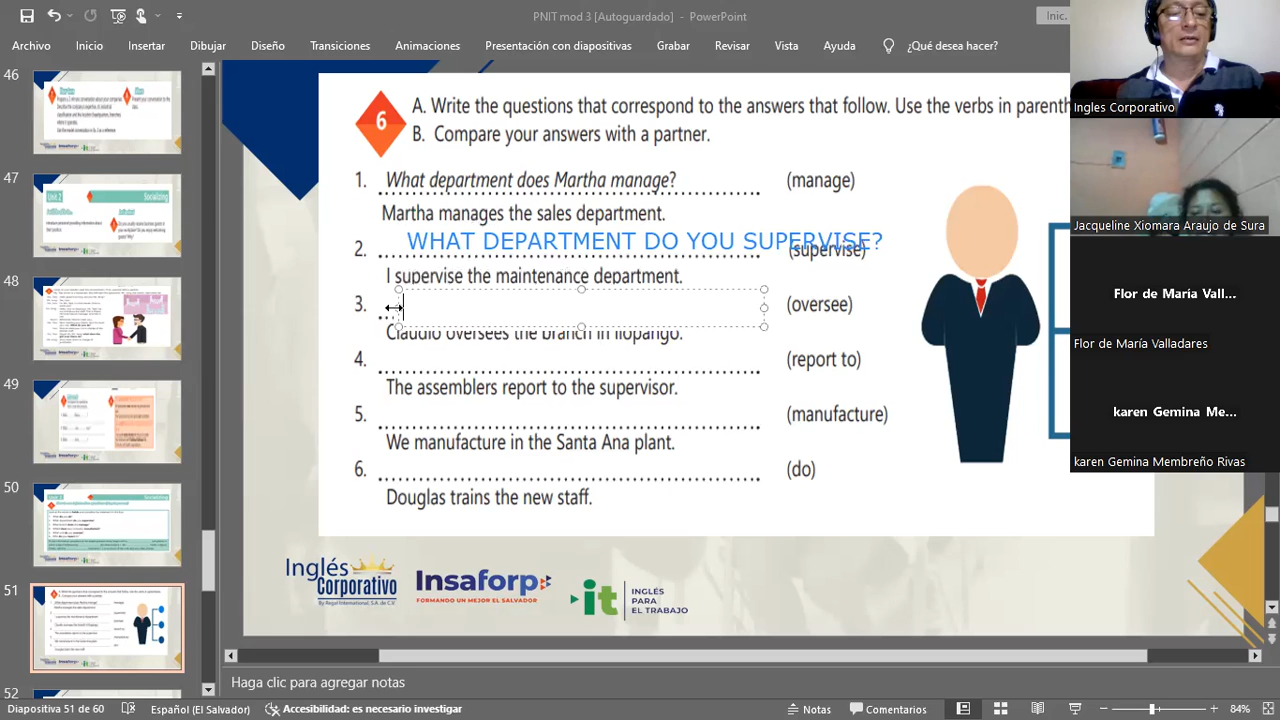 PNIT mod 3 [Autoguardado] - PowerPoint
Inic.
Archivo Inicio Insertar Dibujar Diseño Transiciones Animaciones Presentación con diapositivas Grabar Revisar Vista Ayuda ¿Qué desea hacer?
46
47
Unit 2 Socializing
48
49
50
51
52
6
A. Write the questions that correspond to the answers that follow. Use the verbs in parenth
B. Compare your answers with a partner.
1. What department does Martha manage? (manage)
Martha manages the sales department.
WHAT DEPARTMENT DO YOU SUPERVISE?
2. (supervise)
I supervise the maintenance department.
3. (oversee)
Claudio oversees the branch in Ilopango.
4. (report to)
The assemblers report to the supervisor.
5. (manufacture)
We manufacture in the Santa Ana plant.
6. (do)
Douglas trains the new staff.
Inglés
Corporativo
By Regal International, S.A. de C.V.
Insaforp
FORMANDO UN MEJOR EL SALVADOR
it
INGLÉS
PARA
EL TRABAJO
Ingles Corporativo
Jacqueline Xiomara Araujo de Sura
Flor de María Vall...
Flor de María Valladares
karen Gemina Me...
karen Gemina Membreño Rivas
Haga clic para agregar notas
Diapositiva 51 de 60 Español (El Salvador) Accesibilidad: es necesario investigar Notas Comentarios 84%